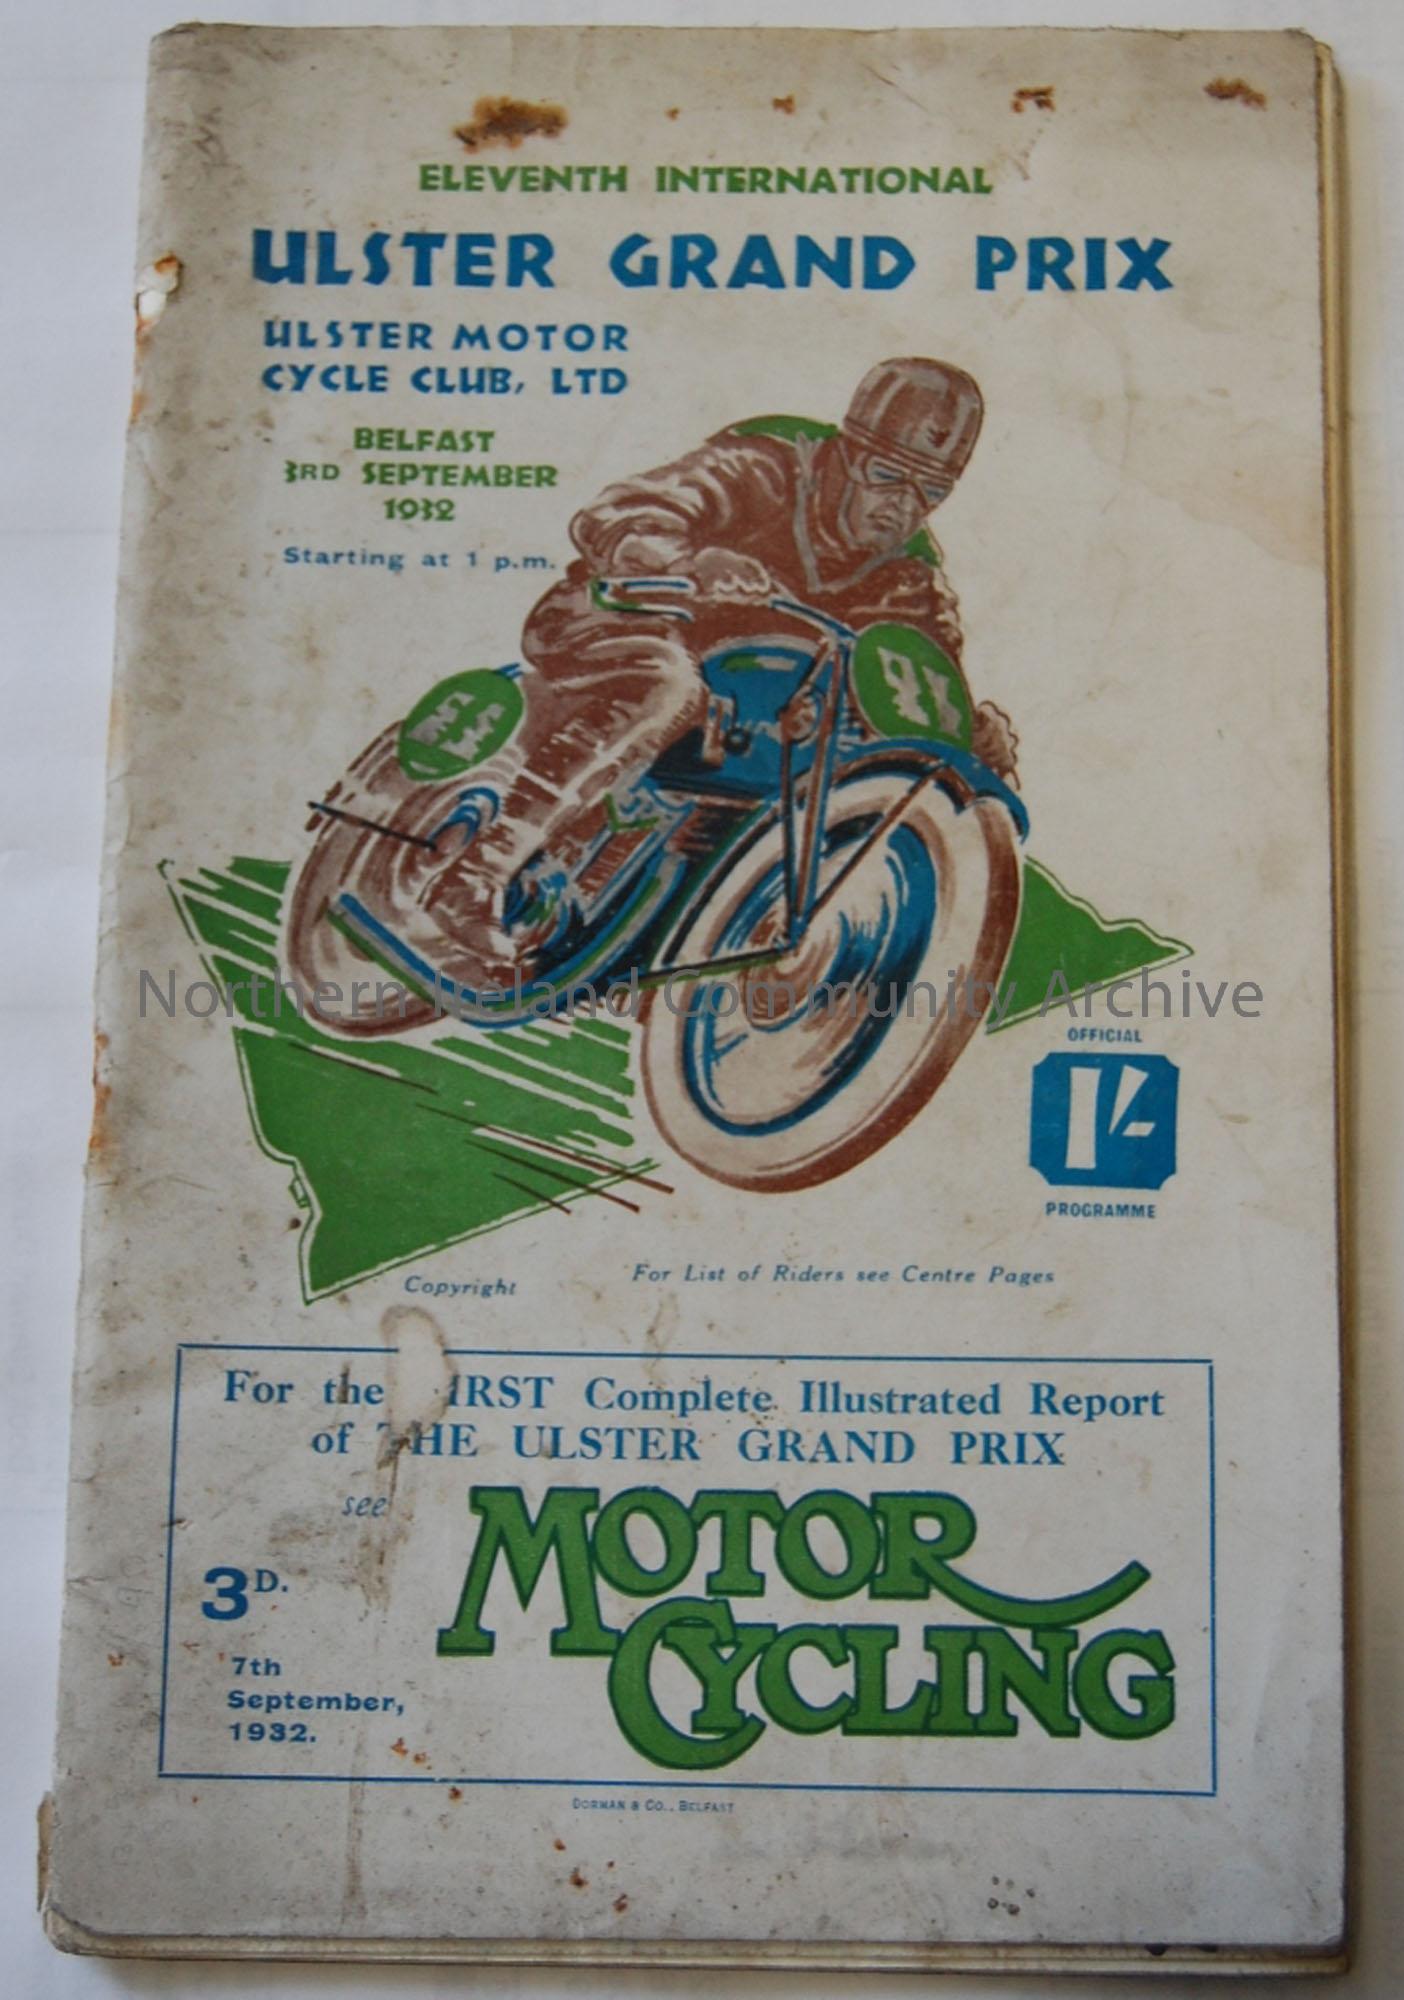 ELEVENTH INTERNATIONAL
ULSTER GRAND PRIX
ULSTER MOTOR
CYCLE CLUB, LTD
BELFAST
3RD SEPTEMBER
1932
Starting at 1 p.m.
Northern Ireland Community Archive
OFFICIAL
1/-
PROGRAMME
Copyright
For List of Riders see Centre Pages
For the IRST Complete Illustrated Report
of THE ULSTER GRAND PRIX
see
MOTOR
CYCLING
3D.
7th
September,
1932.
DORMAN & CO., BELFAST